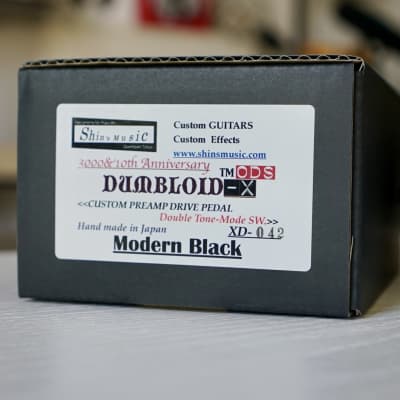 Shin's Music
Custom GUITARS
Custom Effects
www.shinsmusic.com
3000&10th Anniversary
DUMBLOID-X TM ODS
<<CUSTOM PREAMP DRIVE PEDAL
Double Tone-Mode SW.>>
Hand made in Japan XD-042
Modern Black